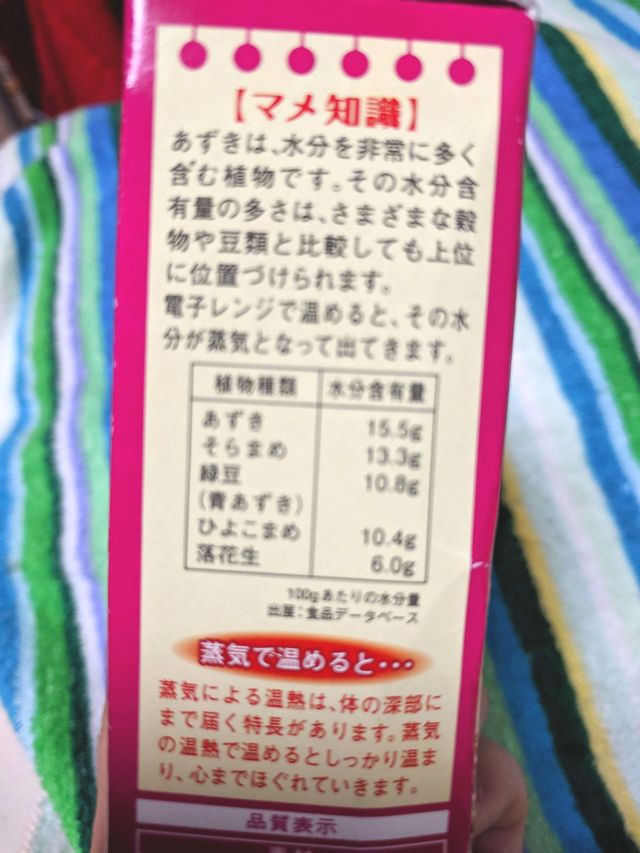 【マメ知識】
あずきは、水分を非常に多く
含む植物です。その水分含
有量の多さは、さまざまな穀
物や豆類と比較しても上位
に位置づけられます。
電子レンジで温めると、その水
分が蒸気となって出てきます。
植物種類 水分含有量
あずき 15.5g
そらまめ 13.3g
緑豆 10.8g
(青あずき)
ひよこまめ 10.4g
落花生 6.0g
100gあたりの水分量
出展：食品データベース
蒸気で温めると・・・
蒸気による温熱は、体の深部に
まで届く特長があります。蒸気
の温熱で温めるとしっかり温ま
り、心までほぐれていきます。
品質表示